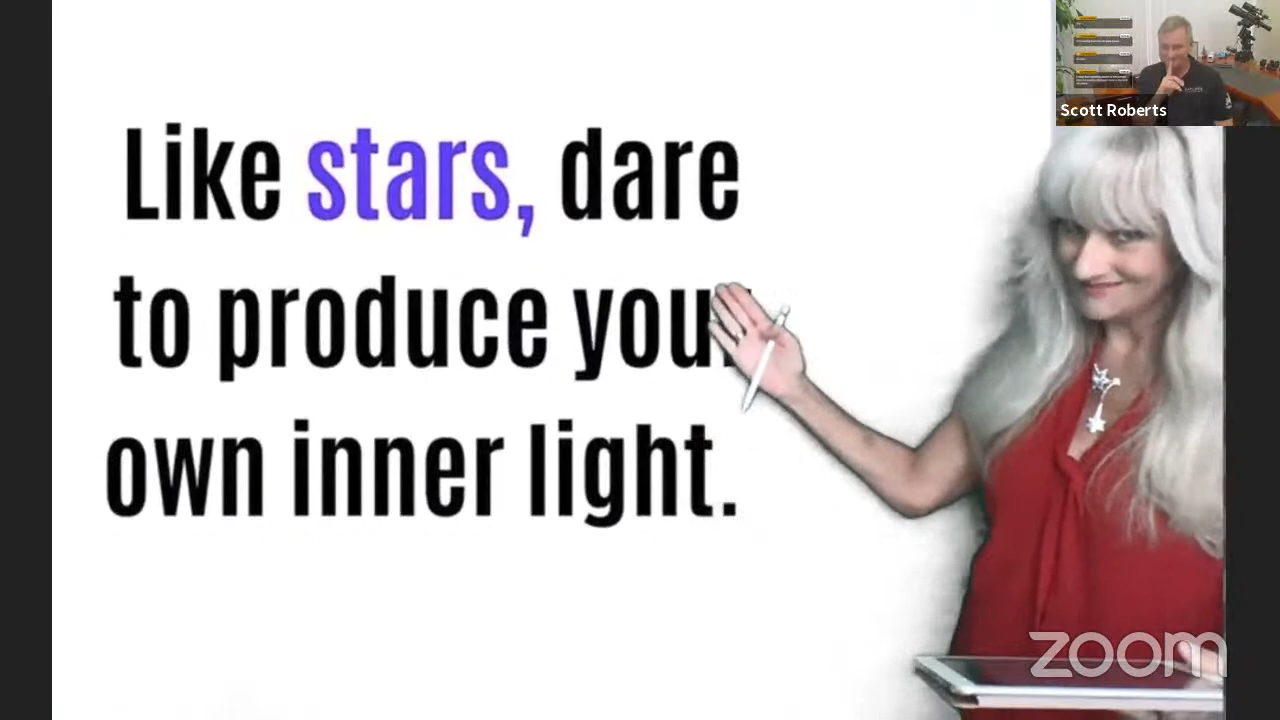 Like stars, dare
to produce your
own inner light.
Scott Roberts
zoom